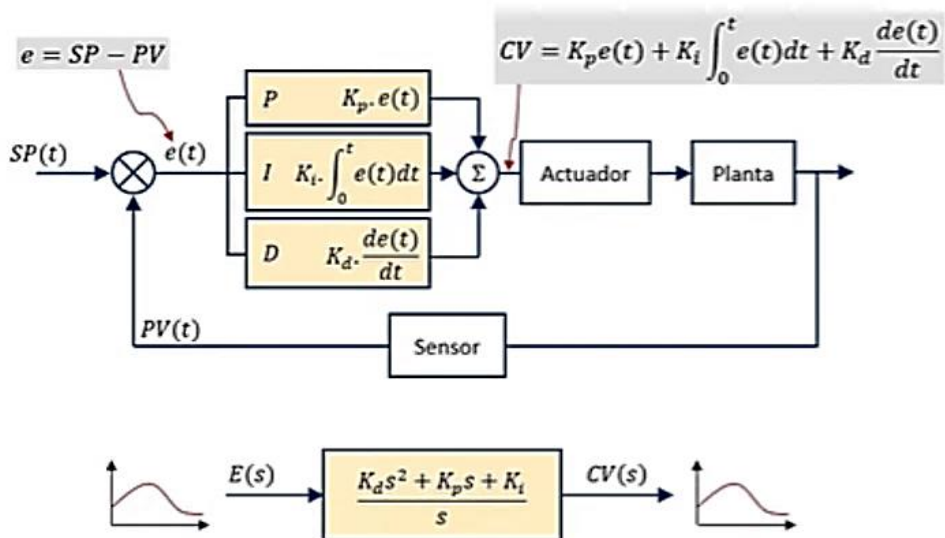 e = SP − PV
CV = K_p e(t) + K_i ∫_0^t e(t)dt + K_d de(t)/dt
SP(t)
e(t)
P K_p. e(t)
I K_i. ∫_0^t e(t)dt
D K_d. de(t)/dt
Σ
Actuador
Planta
PV(t)
Sensor
E(s)
(K_d s² + K_p s + K_i)/s
CV(s)